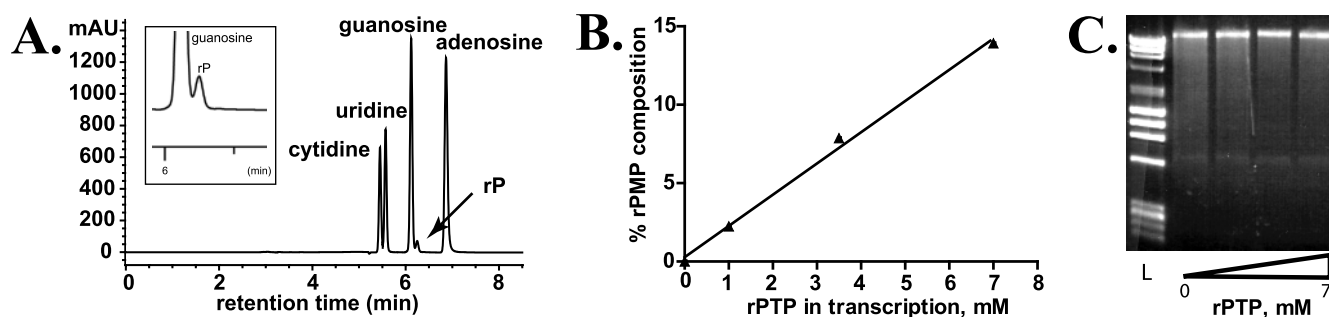 A.
mAU
1200
1000
800
600
400
200
0
0 2 4 6 8
retention time (min)
cytidine
uridine
guanosine
adenosine
rP
guanosine
rP
6 (min)
B.
% rPMP composition
15
10
5
0
0 1 2 3 4 5 6 7 8
rPTP in transcription, mM
C.
L
0 7
rPTP, mM